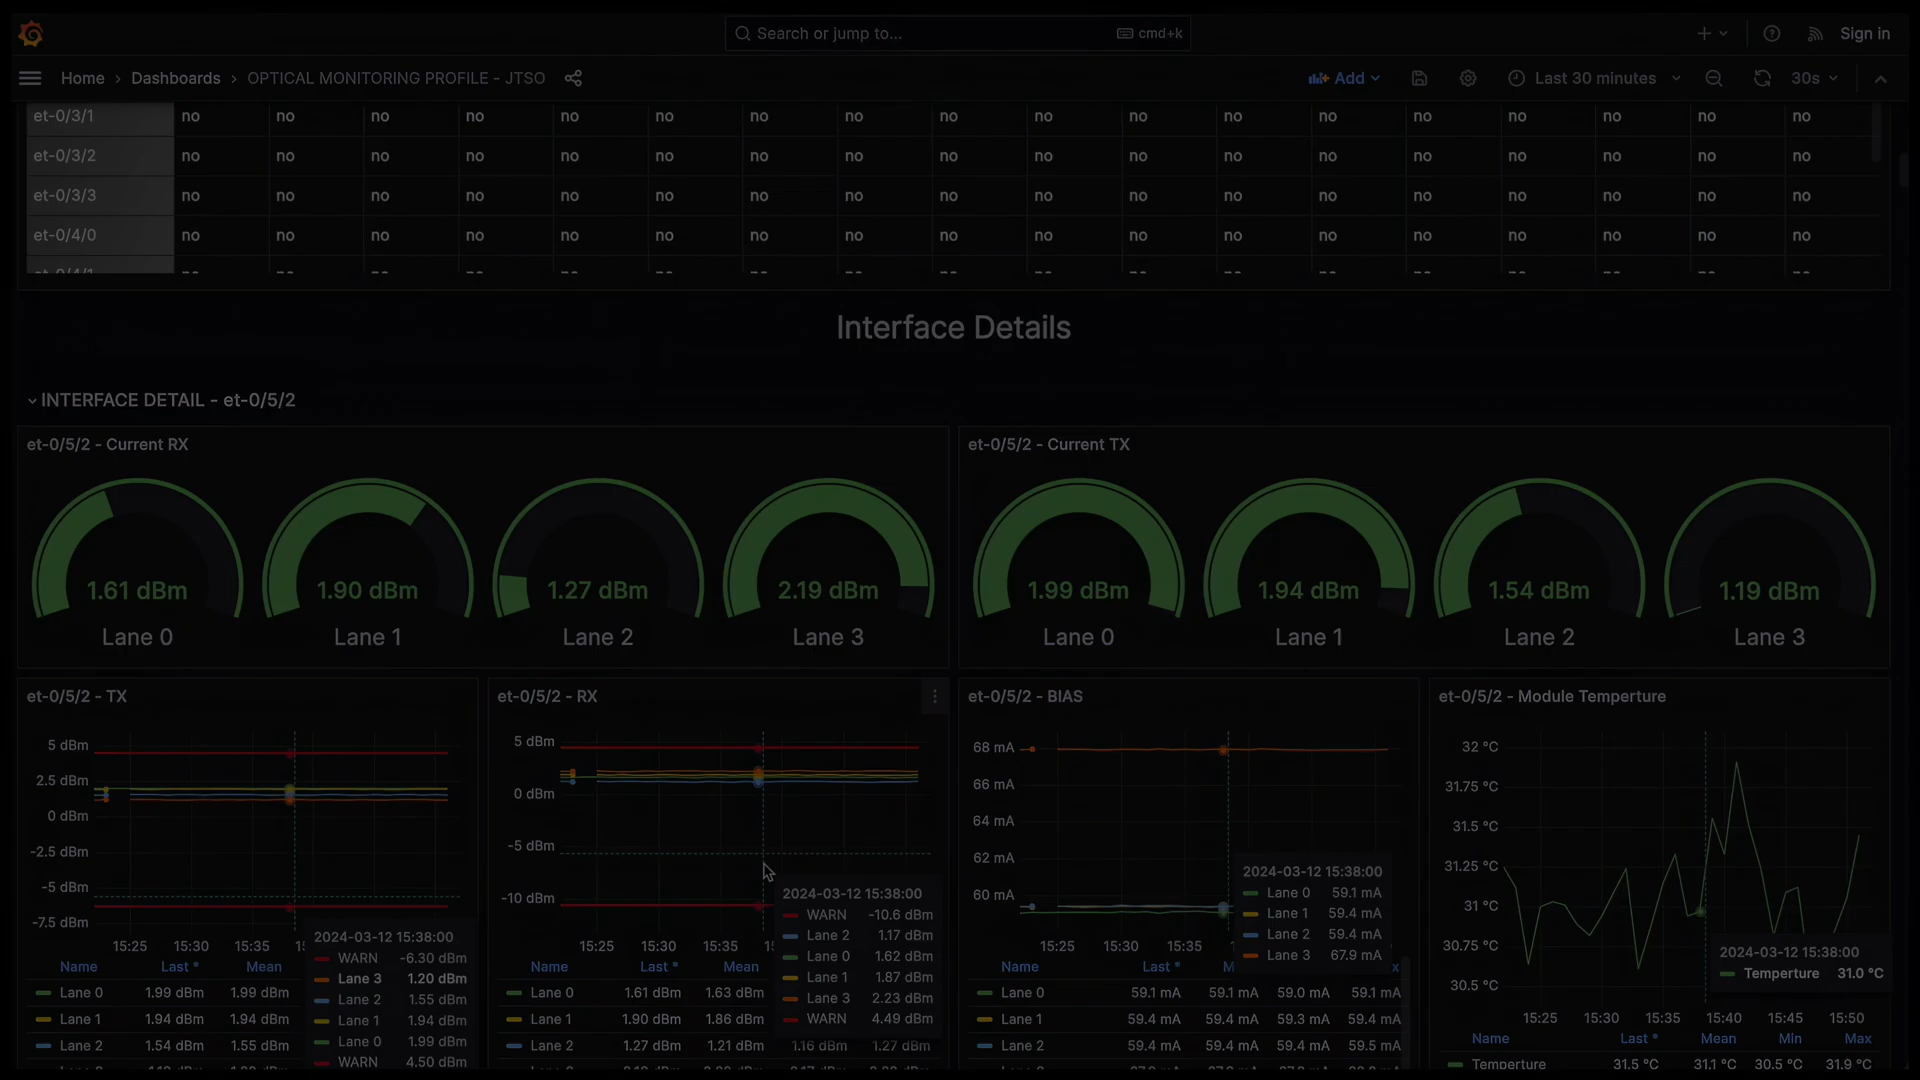 Search or jump to...
cmd+k
Sign in
Home › Dashboards › OPTICAL MONITORING PROFILE - JTSO
Add
Last 30 minutes
30s
et-0/3/1 no no no no no no no no no no no no no no no no no no
et-0/3/2 no no no no no no no no no no no no no no no no no no
et-0/3/3 no no no no no no no no no no no no no no no no no no
et-0/4/0 no no no no no no no no no no no no no no no no no no
Interface Details
INTERFACE DETAIL - et-0/5/2
et-0/5/2 - Current RX
1.61 dBm
1.90 dBm
1.27 dBm
2.19 dBm
Lane 0
Lane 1
Lane 2
Lane 3
et-0/5/2 - Current TX
1.99 dBm
1.94 dBm
1.54 dBm
1.19 dBm
Lane 0
Lane 1
Lane 2
Lane 3
et-0/5/2 - TX
5 dBm
2.5 dBm
0 dBm
-2.5 dBm
-5 dBm
-7.5 dBm
15:25 15:30 15:35
Name Last * Mean
Lane 0 1.99 dBm 1.99 dBm
Lane 1 1.94 dBm 1.94 dBm
Lane 2 1.54 dBm 1.55 dBm
2024-03-12 15:38:00
WARN -6.30 dBm
Lane 3 1.20 dBm
Lane 2 1.55 dBm
Lane 1 1.94 dBm
Lane 0 1.99 dBm
WARN 4.50 dBm
et-0/5/2 - RX
5 dBm
0 dBm
-5 dBm
-10 dBm
15:25 15:30 15:35
Name Last * Mean
Lane 0 1.61 dBm 1.63 dBm
Lane 1 1.90 dBm 1.86 dBm
Lane 2 1.27 dBm 1.21 dBm 1.16 dBm 1.27 dBm
2024-03-12 15:38:00
WARN -10.6 dBm
Lane 2 1.17 dBm
Lane 0 1.62 dBm
Lane 1 1.87 dBm
Lane 3 2.23 dBm
WARN 4.49 dBm
et-0/5/2 - BIAS
68 mA
66 mA
64 mA
62 mA
60 mA
15:25 15:30 15:35
Name Last *
Lane 0 59.1 mA 59.1 mA 59.0 mA 59.1 mA
Lane 1 59.4 mA 59.4 mA 59.3 mA 59.4 mA
Lane 2 59.4 mA 59.4 mA 59.4 mA 59.5 mA
2024-03-12 15:38:00
Lane 0 59.1 mA
Lane 1 59.4 mA
Lane 2 59.4 mA
Lane 3 67.9 mA
et-0/5/2 - Module Temperture
32 °C
31.75 °C
31.5 °C
31.25 °C
31 °C
30.75 °C
30.5 °C
15:25 15:30 15:35 15:40 15:45 15:50
2024-03-12 15:38:00
Temperture 31.0 °C
Name Last * Mean Min Max
Temperture 31.5 °C 31.1 °C 30.5 °C 31.9 °C